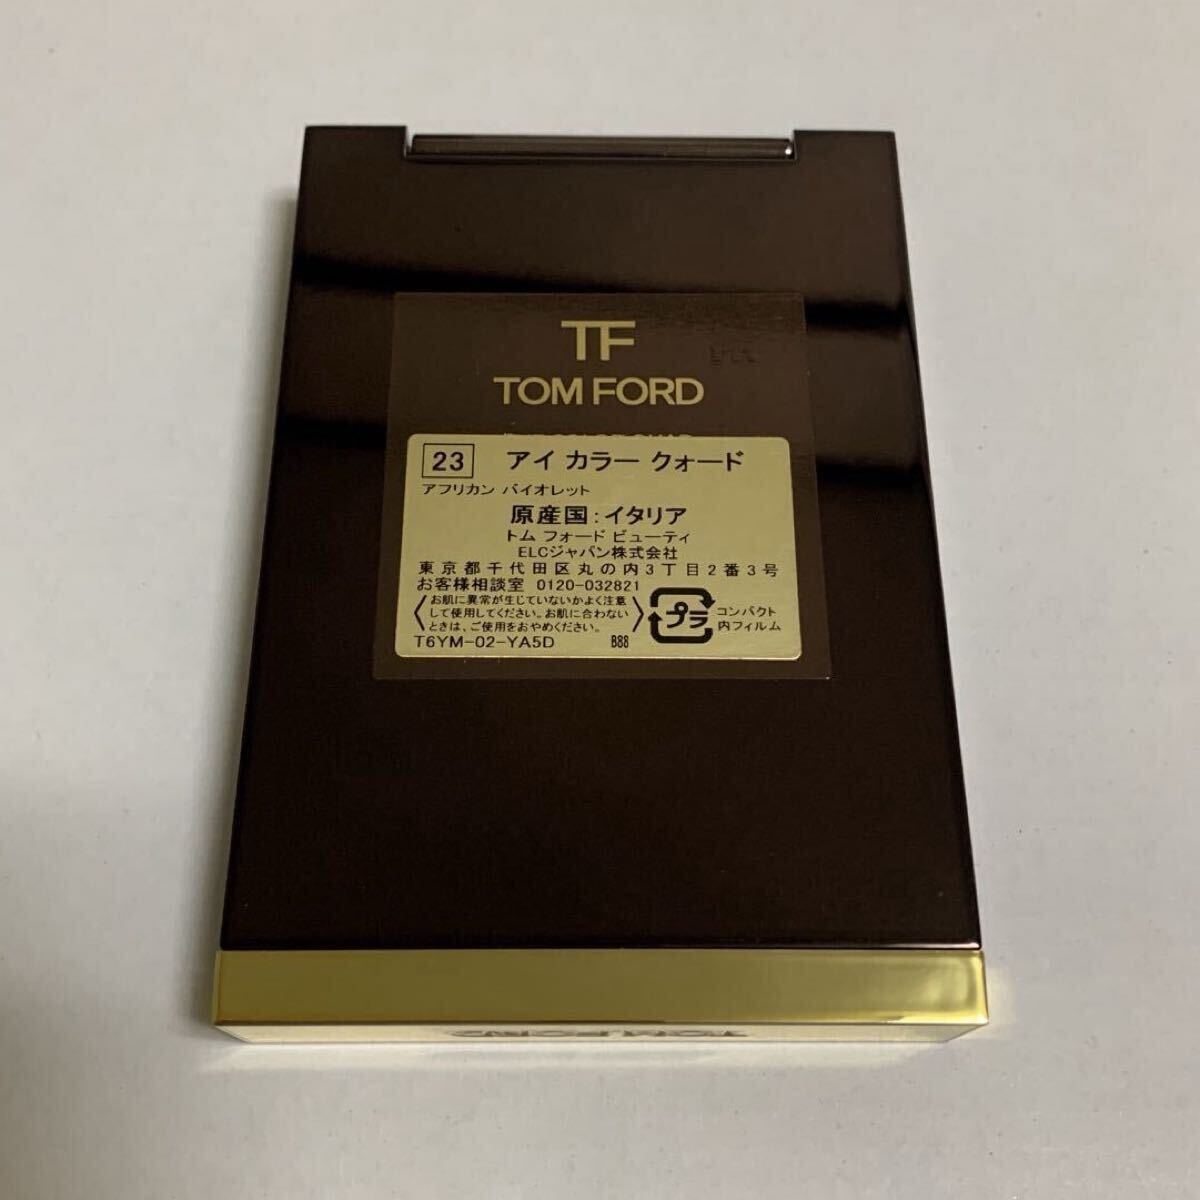 TF
TOM FORD
23 アイ カラー クォード
アフリカン バイオレット
原産国:イタリア
トム フォード ビューティ
ELCジャパン株式会社
東京都千代田区丸の内3丁目2番3号
お客様相談室 0120-032821
お肌に異常が生じていないかよく注意
して使用してください。お肌に合わない
ときは、ご使用をおやめください。
プラ
コンパクト
内フィルム
T6YM-02-YA5D B88
TOM FORD